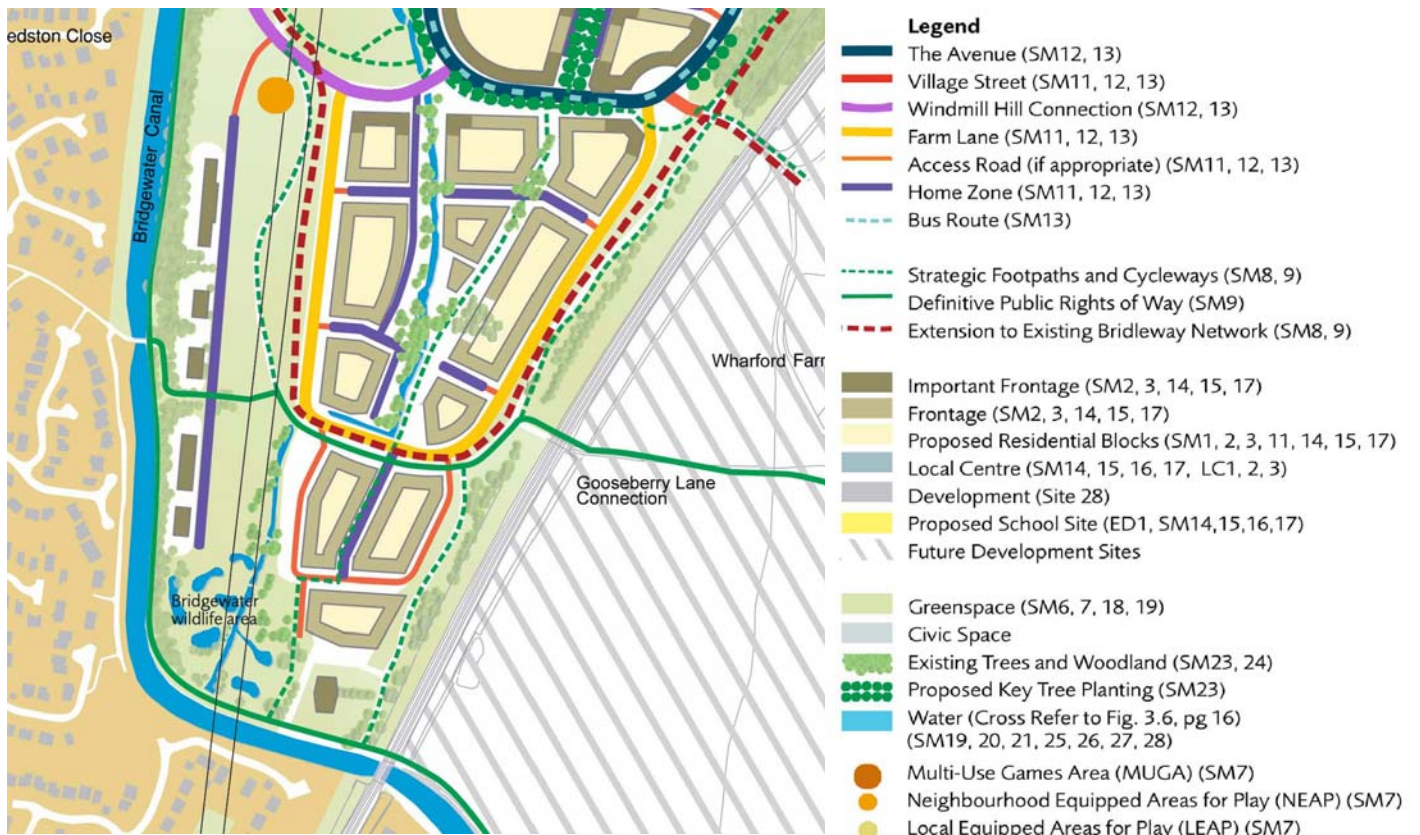 edston Close
Bridgewater Canal
Wharford Farr
Gooseberry Lane
Connection
Bridgewater
wildlife area
Legend
The Avenue (SM12, 13)
Village Street (SM11, 12, 13)
Windmill Hill Connection (SM12, 13)
Farm Lane (SM11, 12, 13)
Access Road (if appropriate) (SM11, 12, 13)
Home Zone (SM11, 12, 13)
Bus Route (SM13)
Strategic Footpaths and Cycleways (SM8, 9)
Definitive Public Rights of Way (SM9)
Extension to Existing Bridleway Network (SM8, 9)
Important Frontage (SM2, 3, 14, 15, 17)
Frontage (SM2, 3, 14, 15, 17)
Proposed Residential Blocks (SM1, 2, 3, 11, 14, 15, 17)
Local Centre (SM14, 15, 16, 17, LC1, 2, 3)
Development (Site 28)
Proposed School Site (ED1, SM14,15,16,17)
Future Development Sites
Greenspace (SM6, 7, 18, 19)
Civic Space
Existing Trees and Woodland (SM23, 24)
Proposed Key Tree Planting (SM23)
Water (Cross Refer to Fig. 3.6, pg 16)
(SM19, 20, 21, 25, 26, 27, 28)
Multi-Use Games Area (MUGA) (SM7)
Neighbourhood Equipped Areas for Play (NEAP) (SM7)
Local Equipped Areas for Play (LEAP) (SM7)